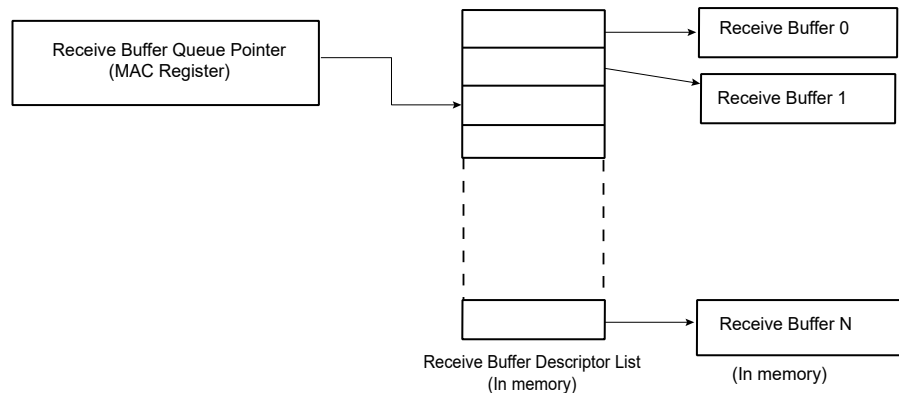 Receive Buffer Queue Pointer
(MAC Register)
Receive Buffer 0
Receive Buffer 1
Receive Buffer N
Receive Buffer Descriptor List
(In memory)
(In memory)